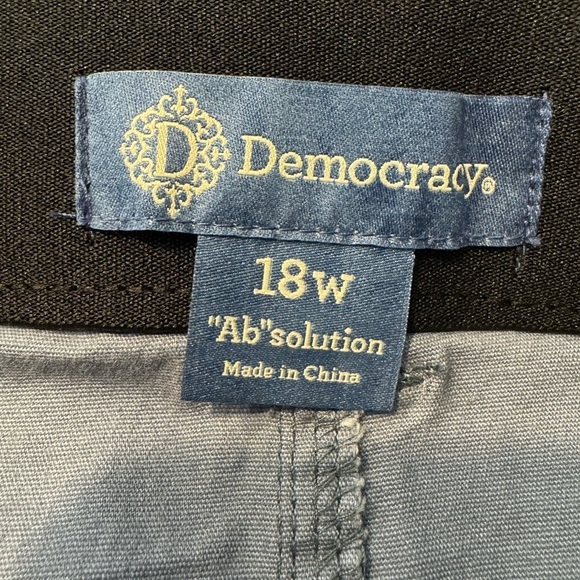 D Democracy®
18W
"Ab"solution
Made in China